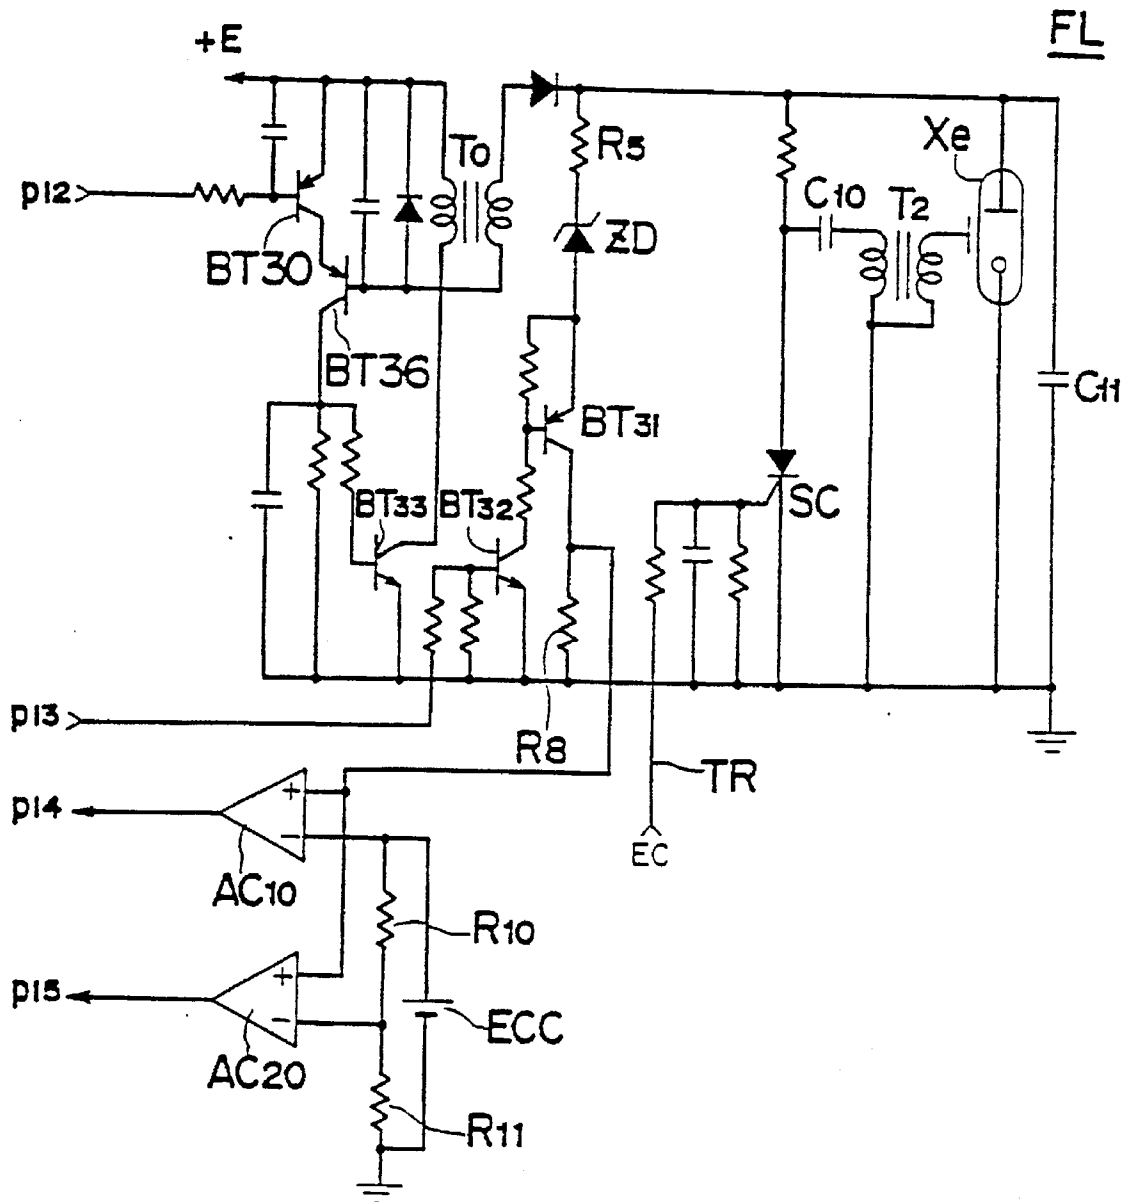 FL
+E
To
R5
Xe
p12
C10
T2
ZD
BT30
BT36
C11
BT31
BT33
BT32
SC
p13
R8
TR
p14
+
−
EC
AC10
R10
p15
+
−
ECC
AC20
R11